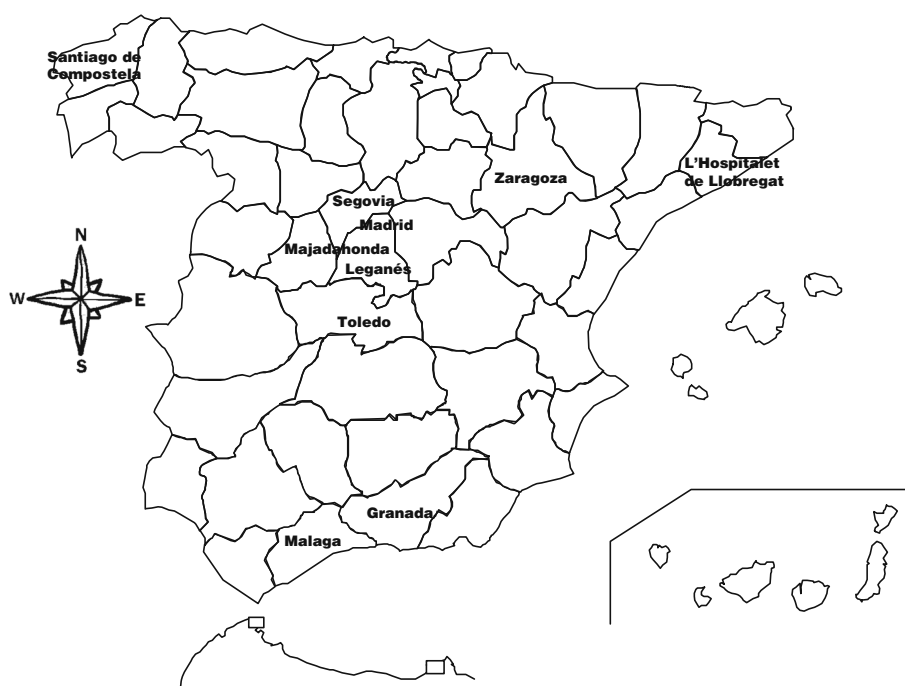 Santiago de
Compostela
L'Hospitalet
de Llobregat
Zaragoza
Segovia
Madrid
Majadahonda
Leganés
N
W
E
S
Toledo
Granada
Malaga